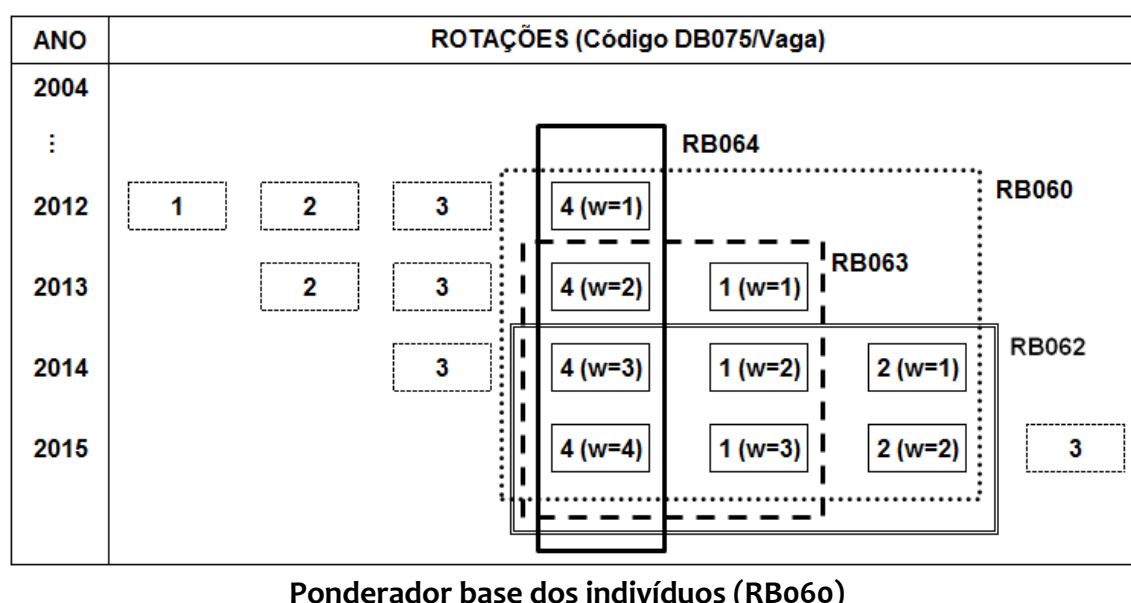 ANO ROTAÇÕES (Código DB075/Vaga)
2004
⋮ RB064
2012 1 2 3 4 (w=1) RB060
2013 2 3 4 (w=2) 1 (w=1) RB063
2014 3 4 (w=3) 1 (w=2) 2 (w=1) RB062
2015 4 (w=4) 1 (w=3) 2 (w=2) 3
Ponderador base dos indivíduos (RB060)